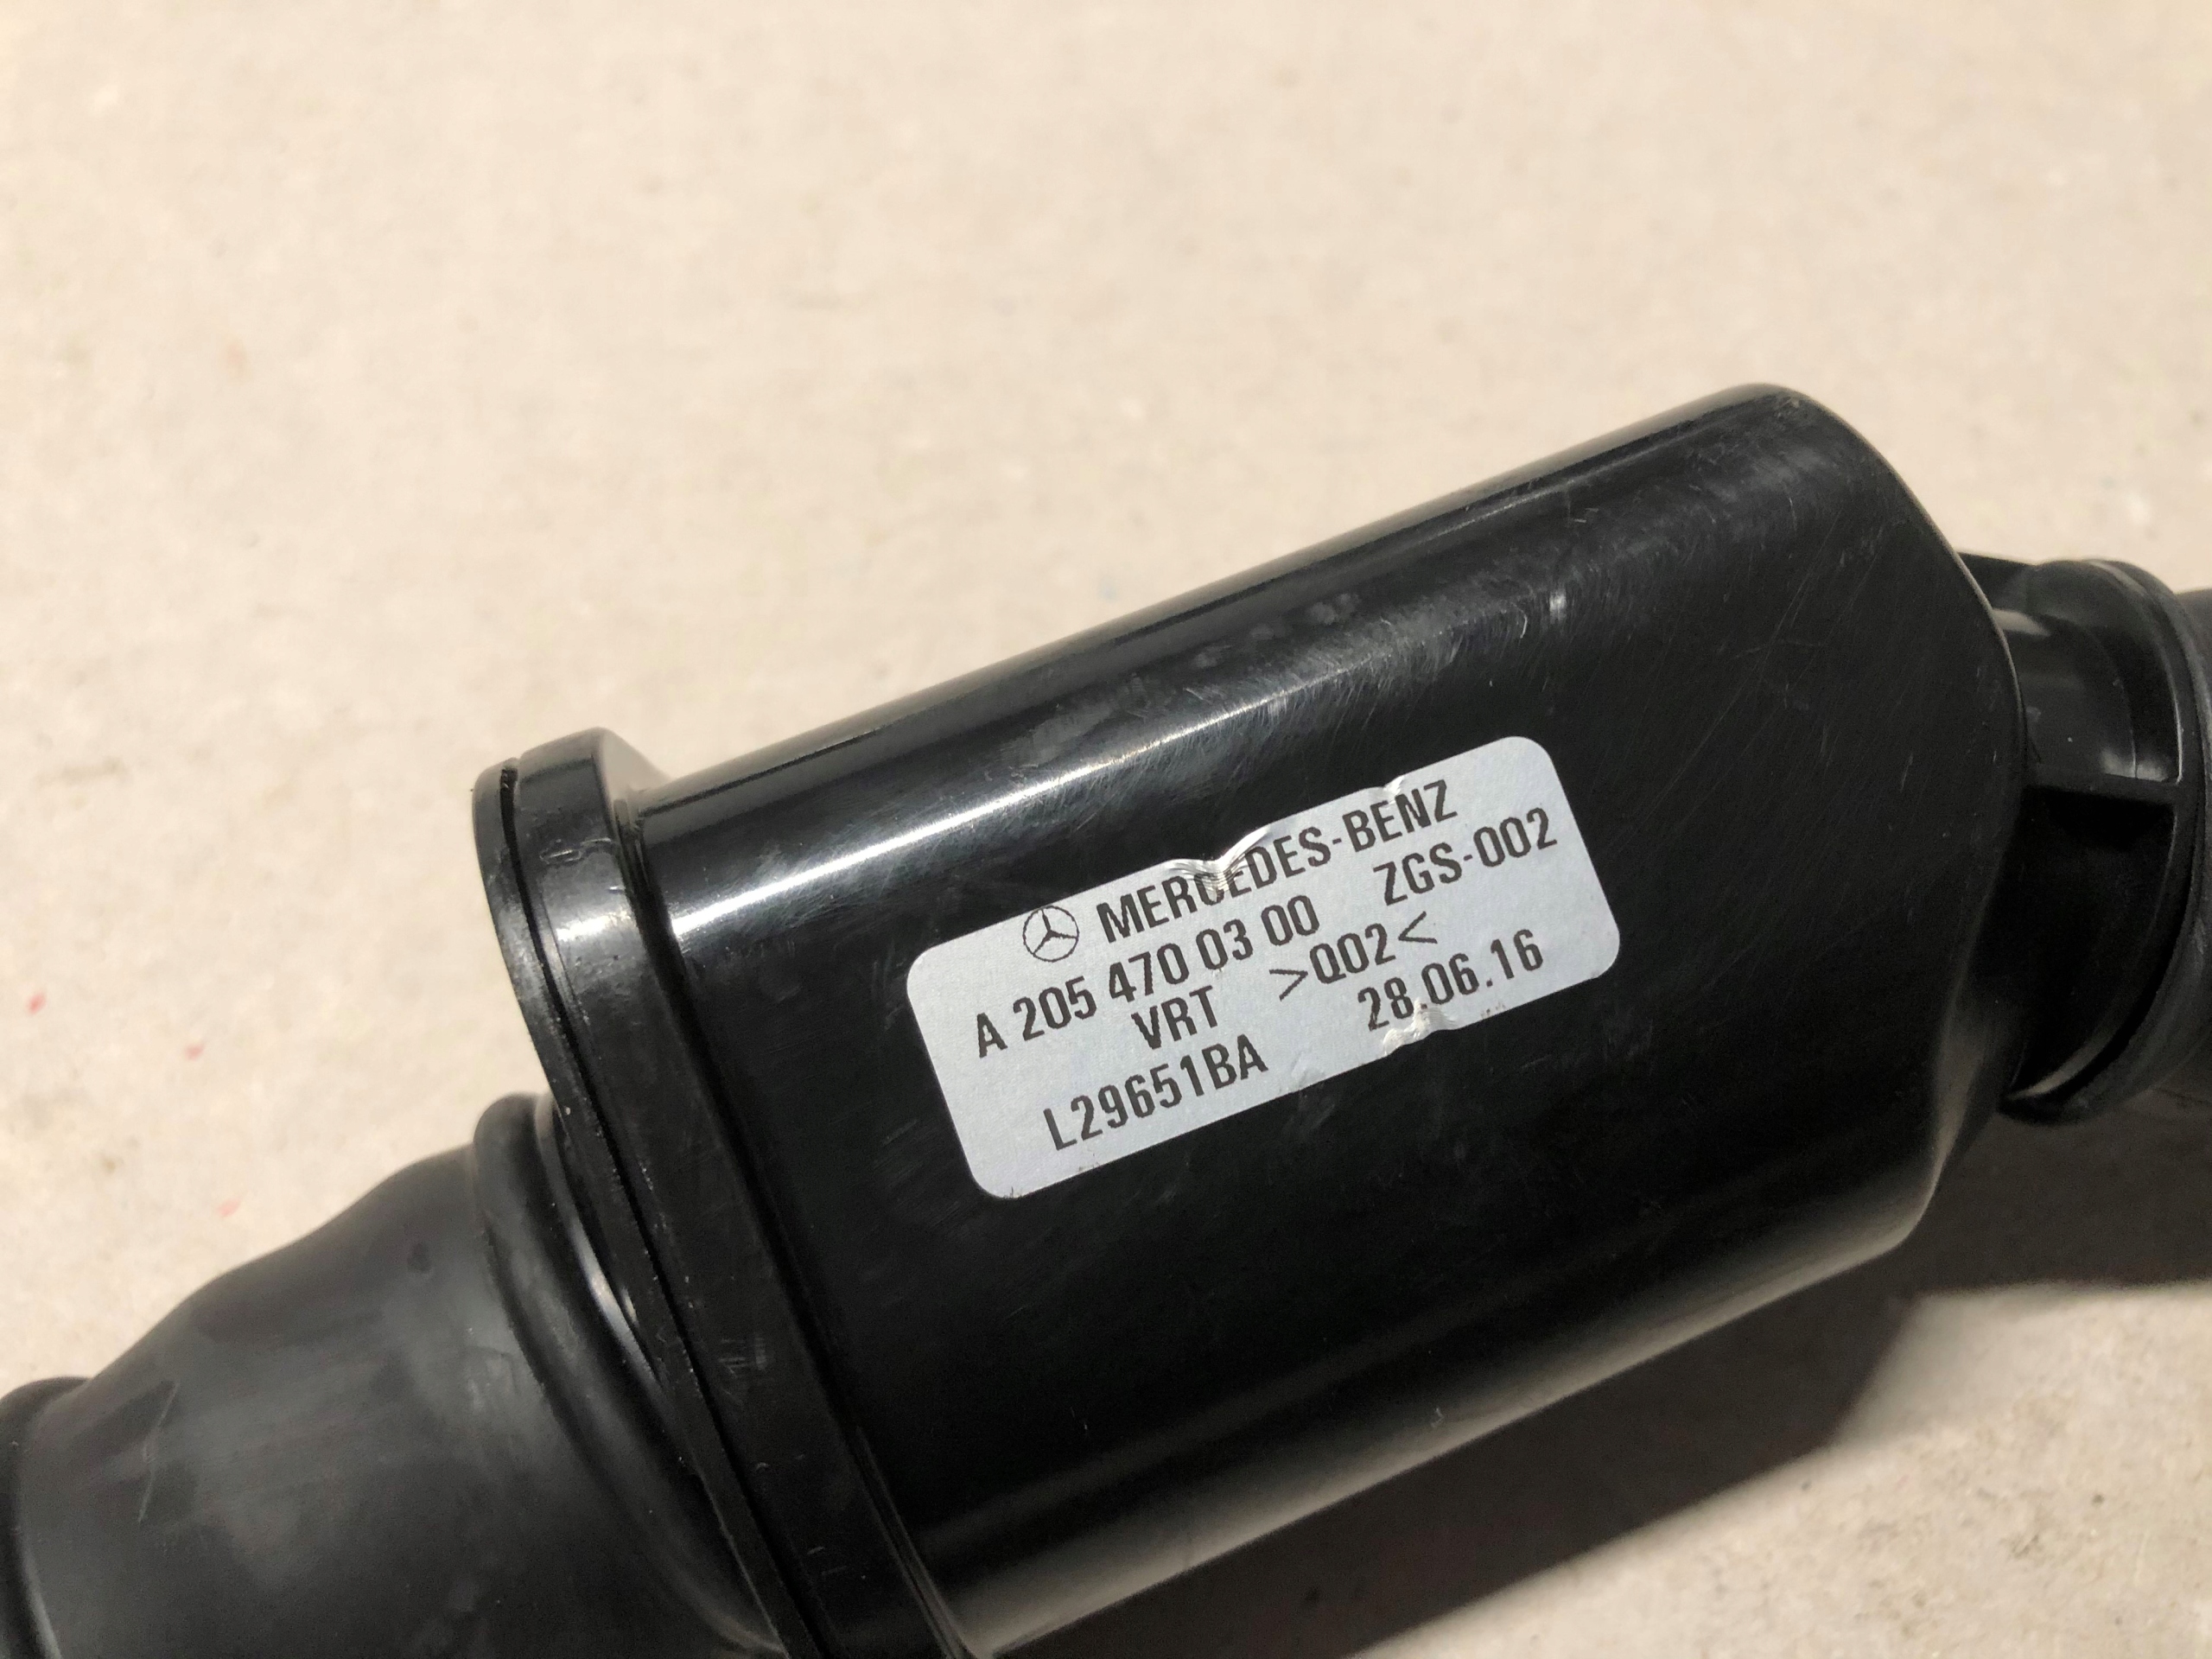 MERCEDES-BENZ
A 205 470 03 00 ZGS-002
VRT >Q02<
L29651BA 28.06.16